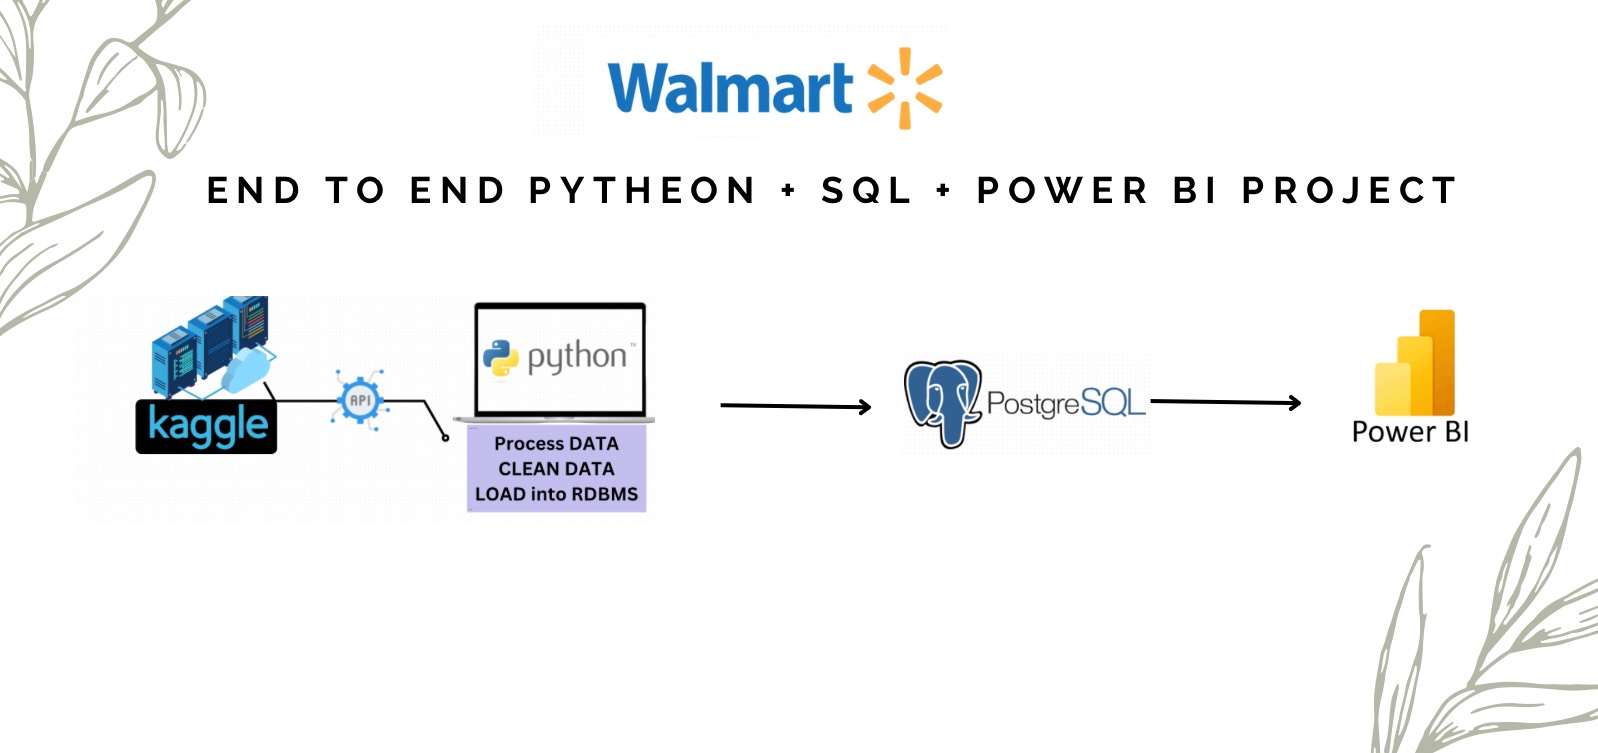 Walmart
END TO END PYTHEON + SQL + POWER BI PROJECT
kaggle
API
python™
Process DATA
CLEAN DATA
LOAD into RDBMS
PostgreSQL
Power BI